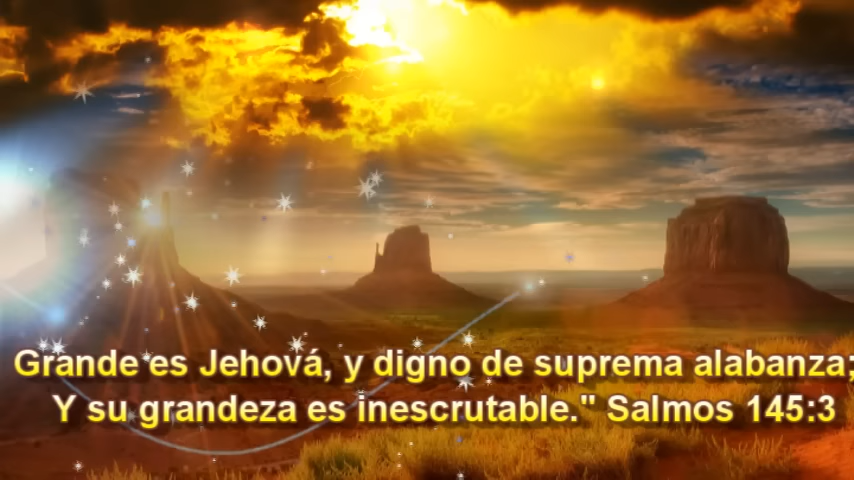 Grande es Jehová, y digno de suprema alabanza;
Y su grandeza es inescrutable." Salmos 145:3